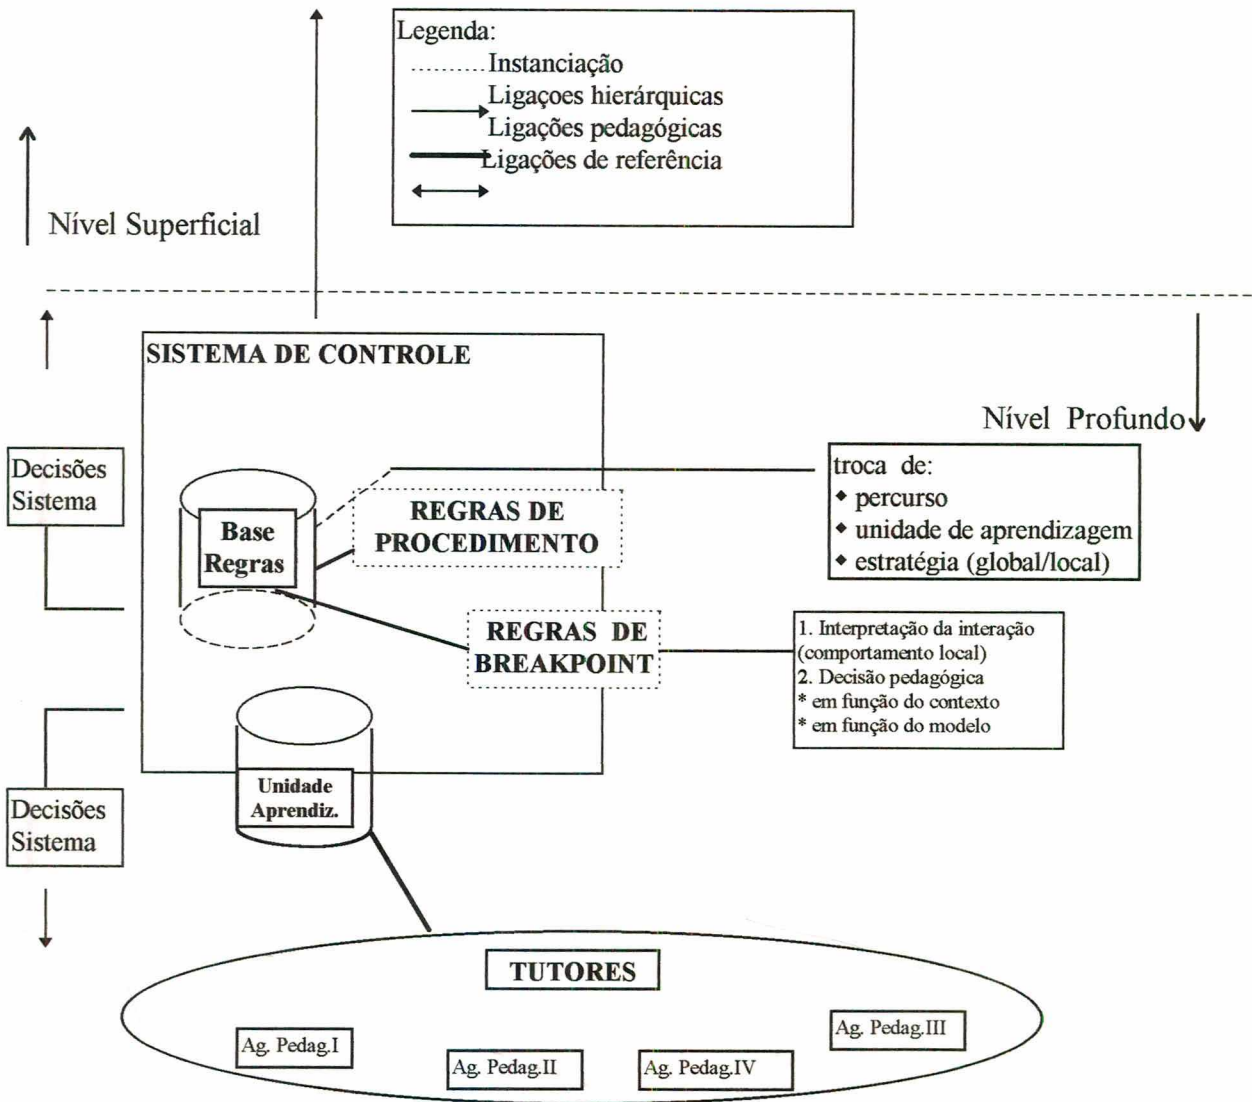 Legenda:
Instanciação
Ligaçoes hierárquicas
Ligações pedagógicas
Ligações de referência
Nível Superficial
SISTEMA DE CONTROLE
Nível Profundo
Decisões
Sistema
Base
Regras
REGRAS DE
PROCEDIMENTO
troca de:
◆ percurso
◆ unidade de aprendizagem
◆ estratégia (global/local)
REGRAS DE
BREAKPOINT
1. Interpretação da interação
(comportamento local)
2. Decisão pedagógica
* em função do contexto
* em função do modelo
Unidade
Aprendiz.
Decisões
Sistema
TUTORES
Ag. Pedag.I
Ag. Pedag.II
Ag. Pedag.IV
Ag. Pedag.III